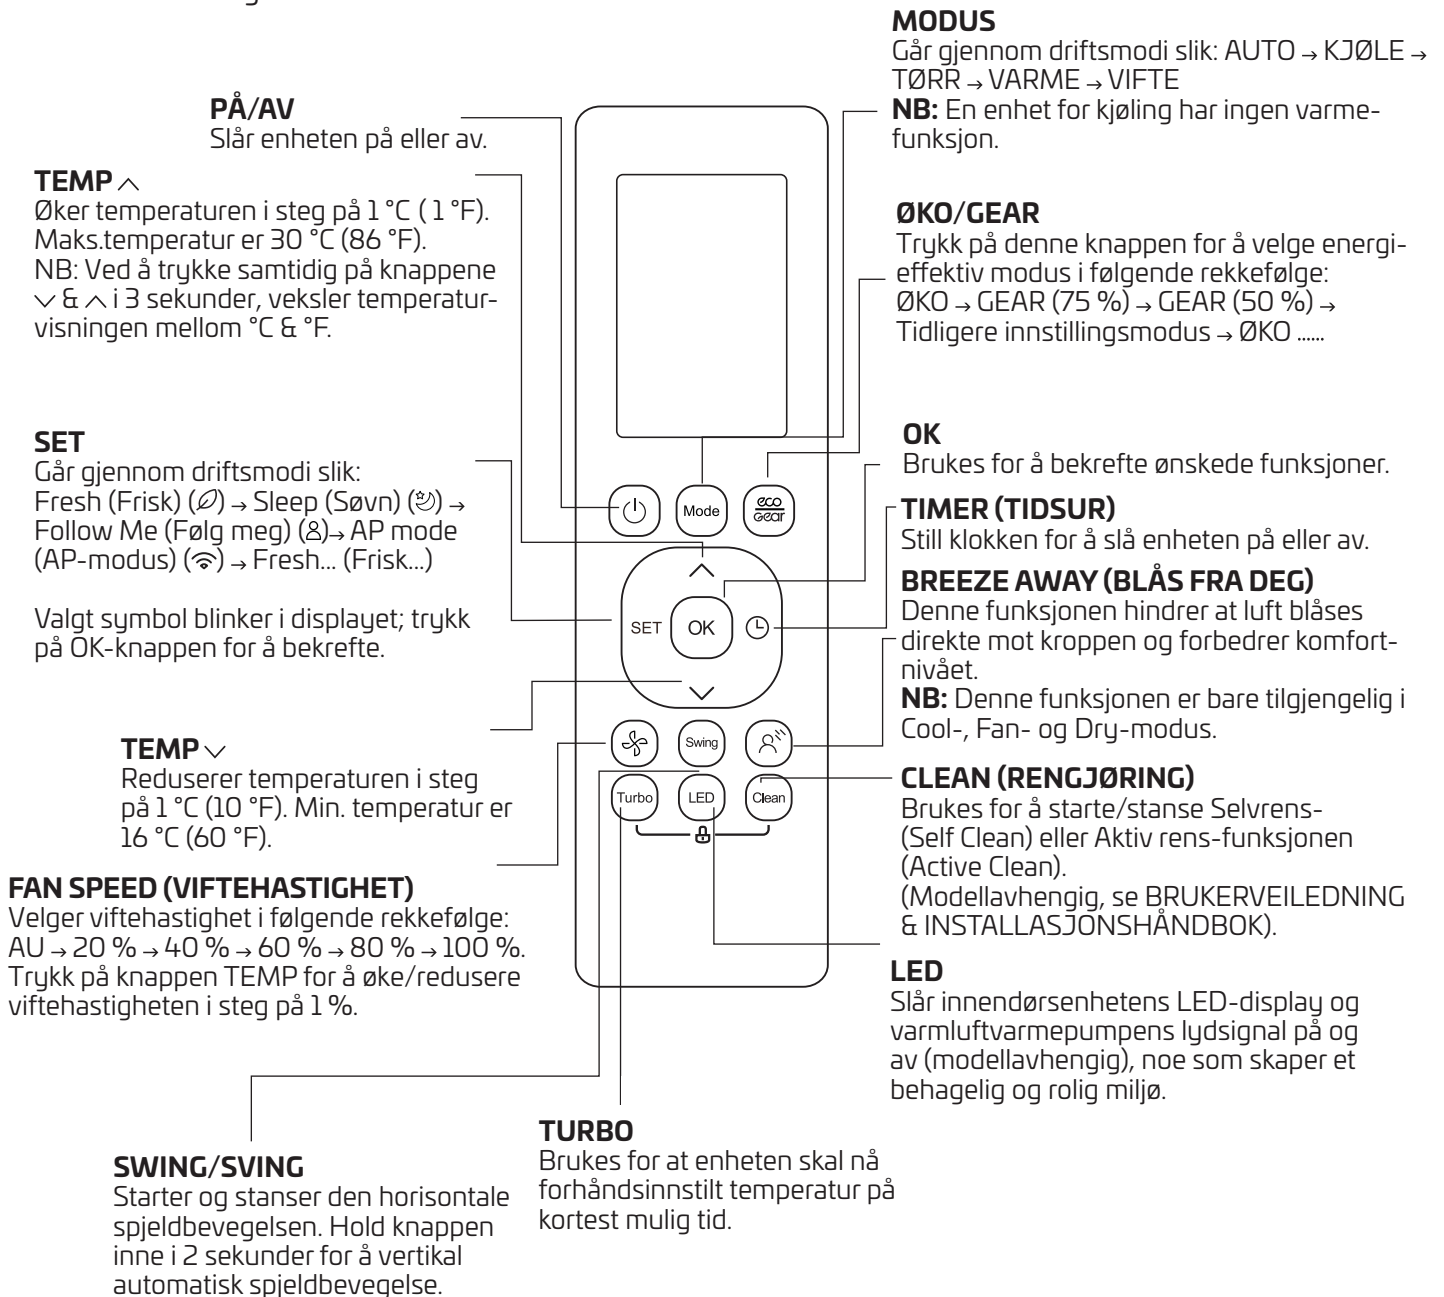 MODUS
Går gjennom driftsmodi slik: AUTO → KJØLE →
TØRR → VARME → VIFTE
NB: En enhet for kjøling har ingen varme-
funksjon.
PÅ/AV
Slår enheten på eller av.
TEMP ︿
Øker temperaturen i steg på 1 °C ( 1 °F).
Maks.temperatur er 30 °C (86 °F).
NB: Ved å trykke samtidig på knappene
﹀ & ︿ i 3 sekunder, veksler temperatur-
visningen mellom °C & °F.
ØKO/GEAR
Trykk på denne knappen for å velge energi-
effektiv modus i følgende rekkefølge:
ØKO → GEAR (75 %) → GEAR (50 %) →
Tidligere innstillingsmodus → ØKO ......
SET
Går gjennom driftsmodi slik:
Fresh (Frisk) () → Sleep (Søvn) () →
Follow Me (Følg meg) () → AP mode
(AP-modus) () → Fresh... (Frisk...)
Valgt symbol blinker i displayet; trykk
på OK-knappen for å bekrefte.
OK
Brukes for å bekrefte ønskede funksjoner.
TIMER (TIDSUR)
Still klokken for å slå enheten på eller av.
BREEZE AWAY (BLÅS FRA DEG)
Denne funksjonen hindrer at luft blåses
direkte mot kroppen og forbedrer komfort-
nivået.
NB: Denne funksjonen er bare tilgjengelig i
Cool-, Fan- og Dry-modus.
Mode
eco
Gear
SET
OK
Swing
Turbo
LED
Clean
TEMP ﹀
Reduserer temperaturen i steg
på 1 °C (10 °F). Min. temperatur er
16 °C (60 °F).
CLEAN (RENGJØRING)
Brukes for å starte/stanse Selvrens-
(Self Clean) eller Aktiv rens-funksjonen
(Active Clean).
(Modellavhengig, se BRUKERVEILEDNING
& INSTALLASJONSHÅNDBOK).
FAN SPEED (VIFTEHASTIGHET)
Velger viftehastighet i følgende rekkefølge:
AU → 20 % → 40 % → 60 % → 80 % → 100 %.
Trykk på knappen TEMP for å øke/redusere
viftehastigheten i steg på 1 %.
LED
Slår innendørsenhetens LED-display og
varmluftvarmepumpens lydsignal på og
av (modellavhengig), noe som skaper et
behagelig og rolig miljø.
SWING/SVING
Starter og stanser den horisontale
spjeldbevegelsen. Hold knappen
inne i 2 sekunder for å vertikal
automatisk spjeldbevegelse.
TURBO
Brukes for at enheten skal nå
forhåndsinnstilt temperatur på
kortest mulig tid.